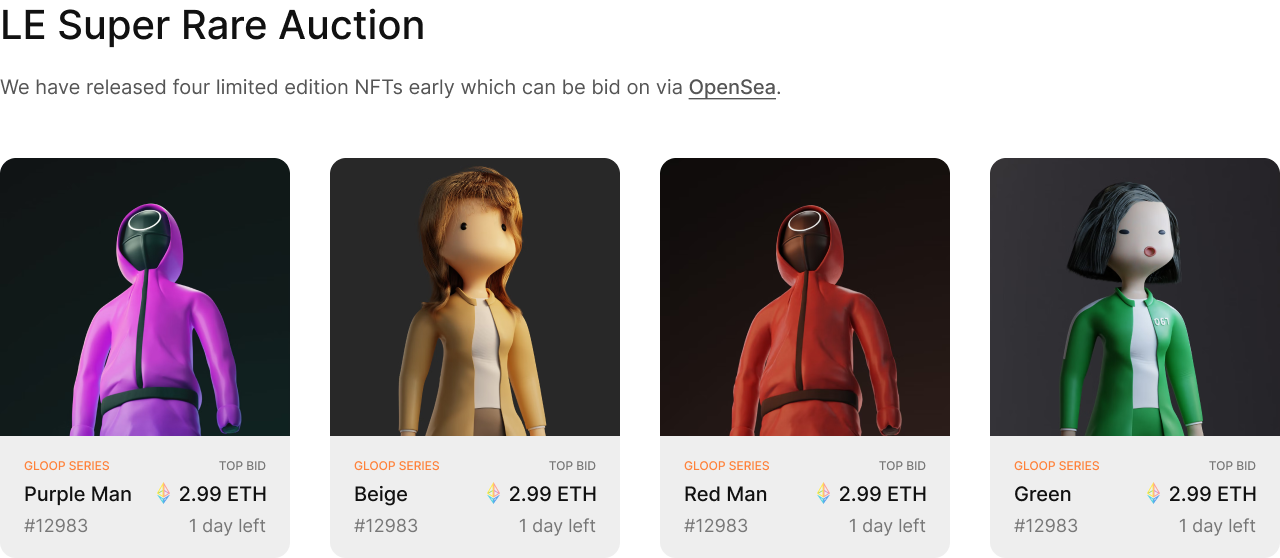 LE Super Rare Auction
We have released four limited edition NFTs early which can be bid on via OpenSea.
067
GLOOP SERIES TOP BID
Purple Man 2.99 ETH
#12983 1 day left
GLOOP SERIES TOP BID
Beige 2.99 ETH
#12983 1 day left
GLOOP SERIES TOP BID
Red Man 2.99 ETH
#12983 1 day left
GLOOP SERIES TOP BID
Green 2.99 ETH
#12983 1 day left